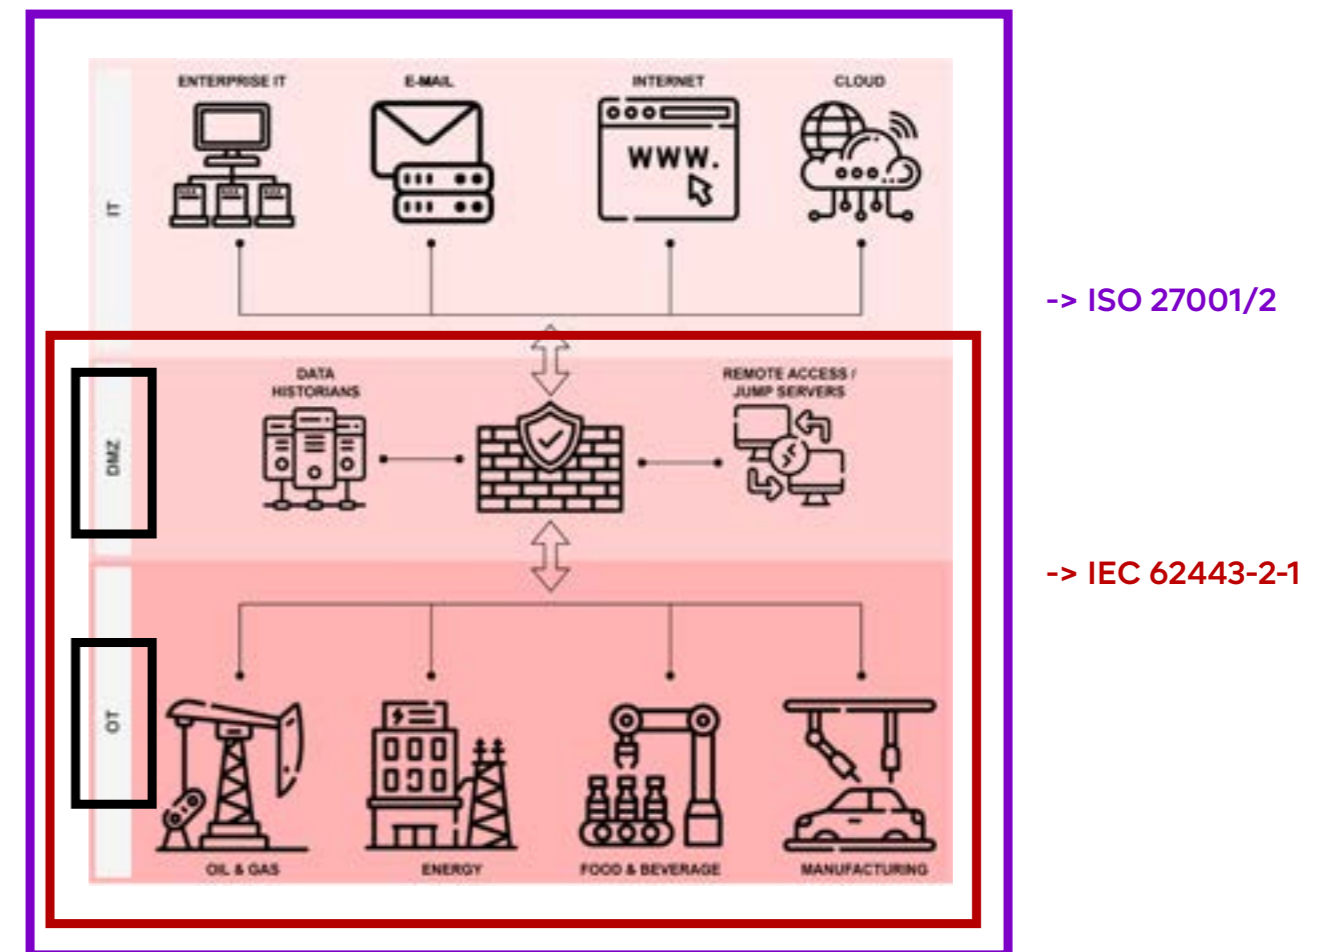 ENTERPRISE IT
E-MAIL
INTERNET
CLOUD
WWW.
IT
-> ISO 27001/2
DATA
HISTORIANS
REMOTE ACCESS /
JUMP SERVERS
DMZ
-> IEC 62443-2-1
OT
OIL & GAS
ENERGY
FOOD & BEVERAGE
MANUFACTURING